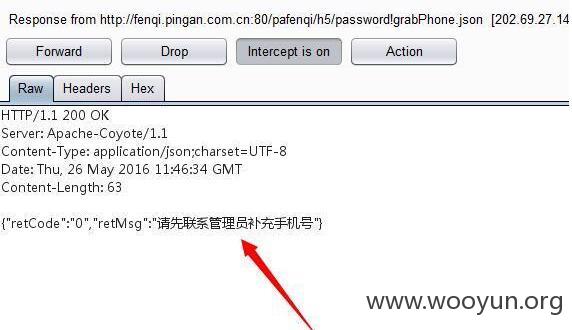 Response from http://fenqi.pingan.com.cn:80/pafenqi/h5/password!grabPhone.json [202.69.27.14
Forward
Drop
Intercept is on
Action
Raw
Headers
Hex
HTTP/1.1 200 OK
Server: Apache-Coyote/1.1
Content-Type: application/json;charset=UTF-8
Date: Thu, 26 May 2016 11:46:34 GMT
Content-Length: 63
{"retCode":"0","retMsg":"请先联系管理员补充手机号"}
www.wooyun.org